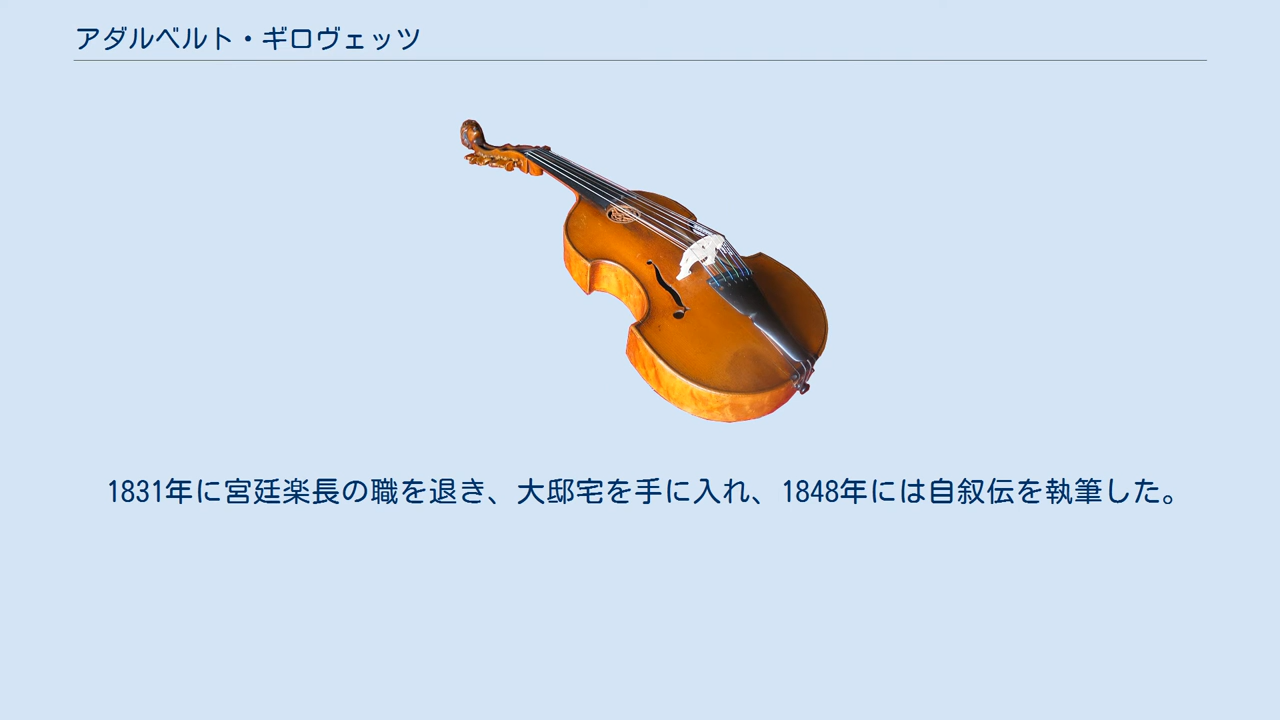 アダルベルト・ギロヴェッツ
1831年に宮廷楽長の職を退き、大邸宅を手に入れ、1848年には自叙伝を執筆した。